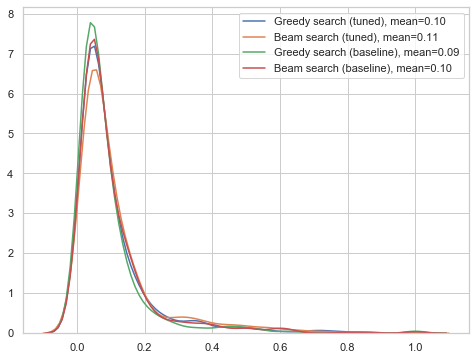 Greedy search (tuned), mean=0.10
Beam search (tuned), mean=0.11
Greedy search (baseline), mean=0.09
Beam search (baseline), mean=0.10
8
7
6
5
4
3
2
1
0
0.0 0.2 0.4 0.6 0.8 1.0